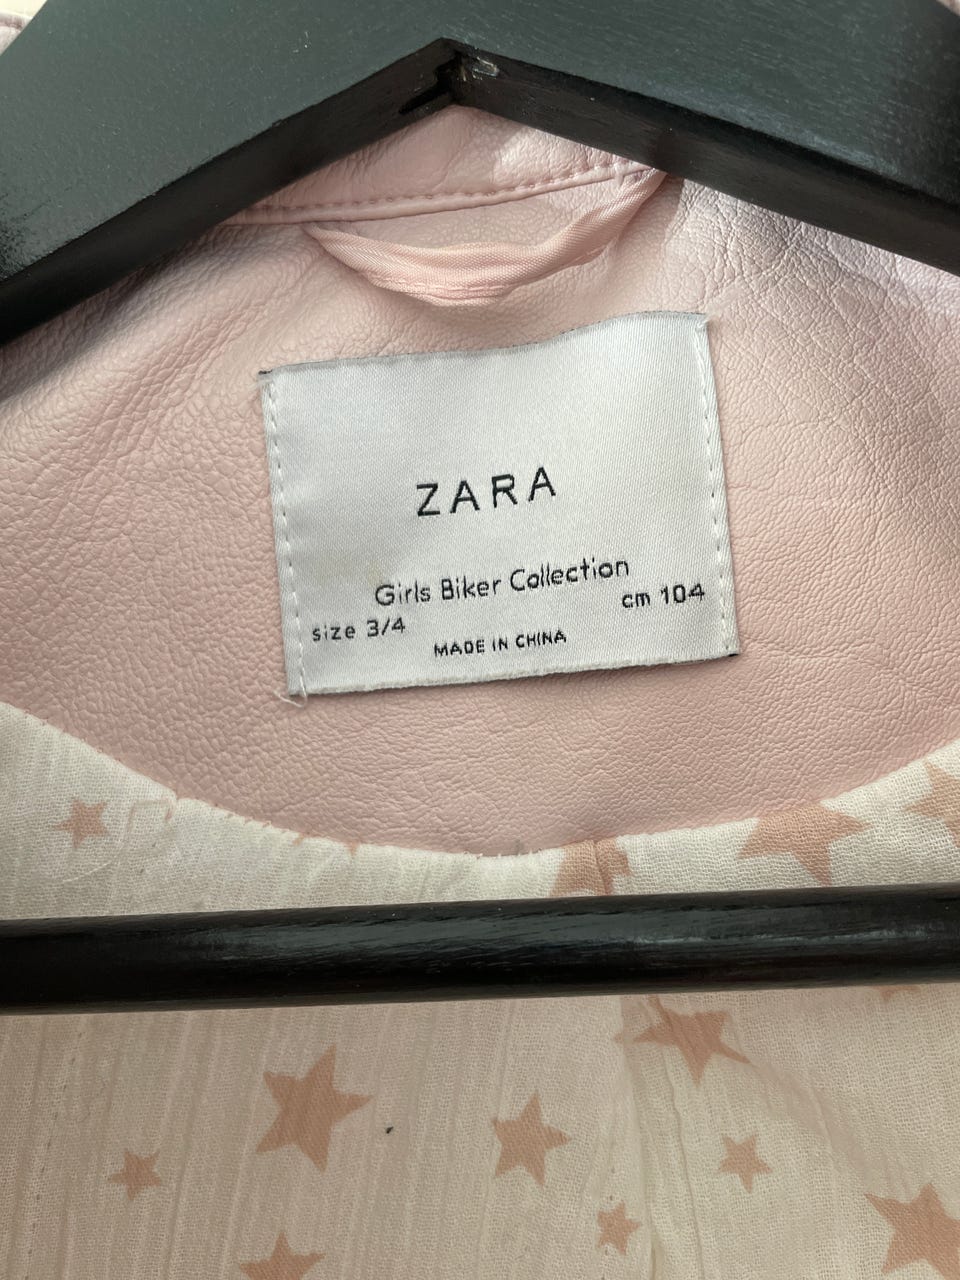 ZARA
Girls Biker Collection
size 3/4
cm 104
MADE IN CHINA